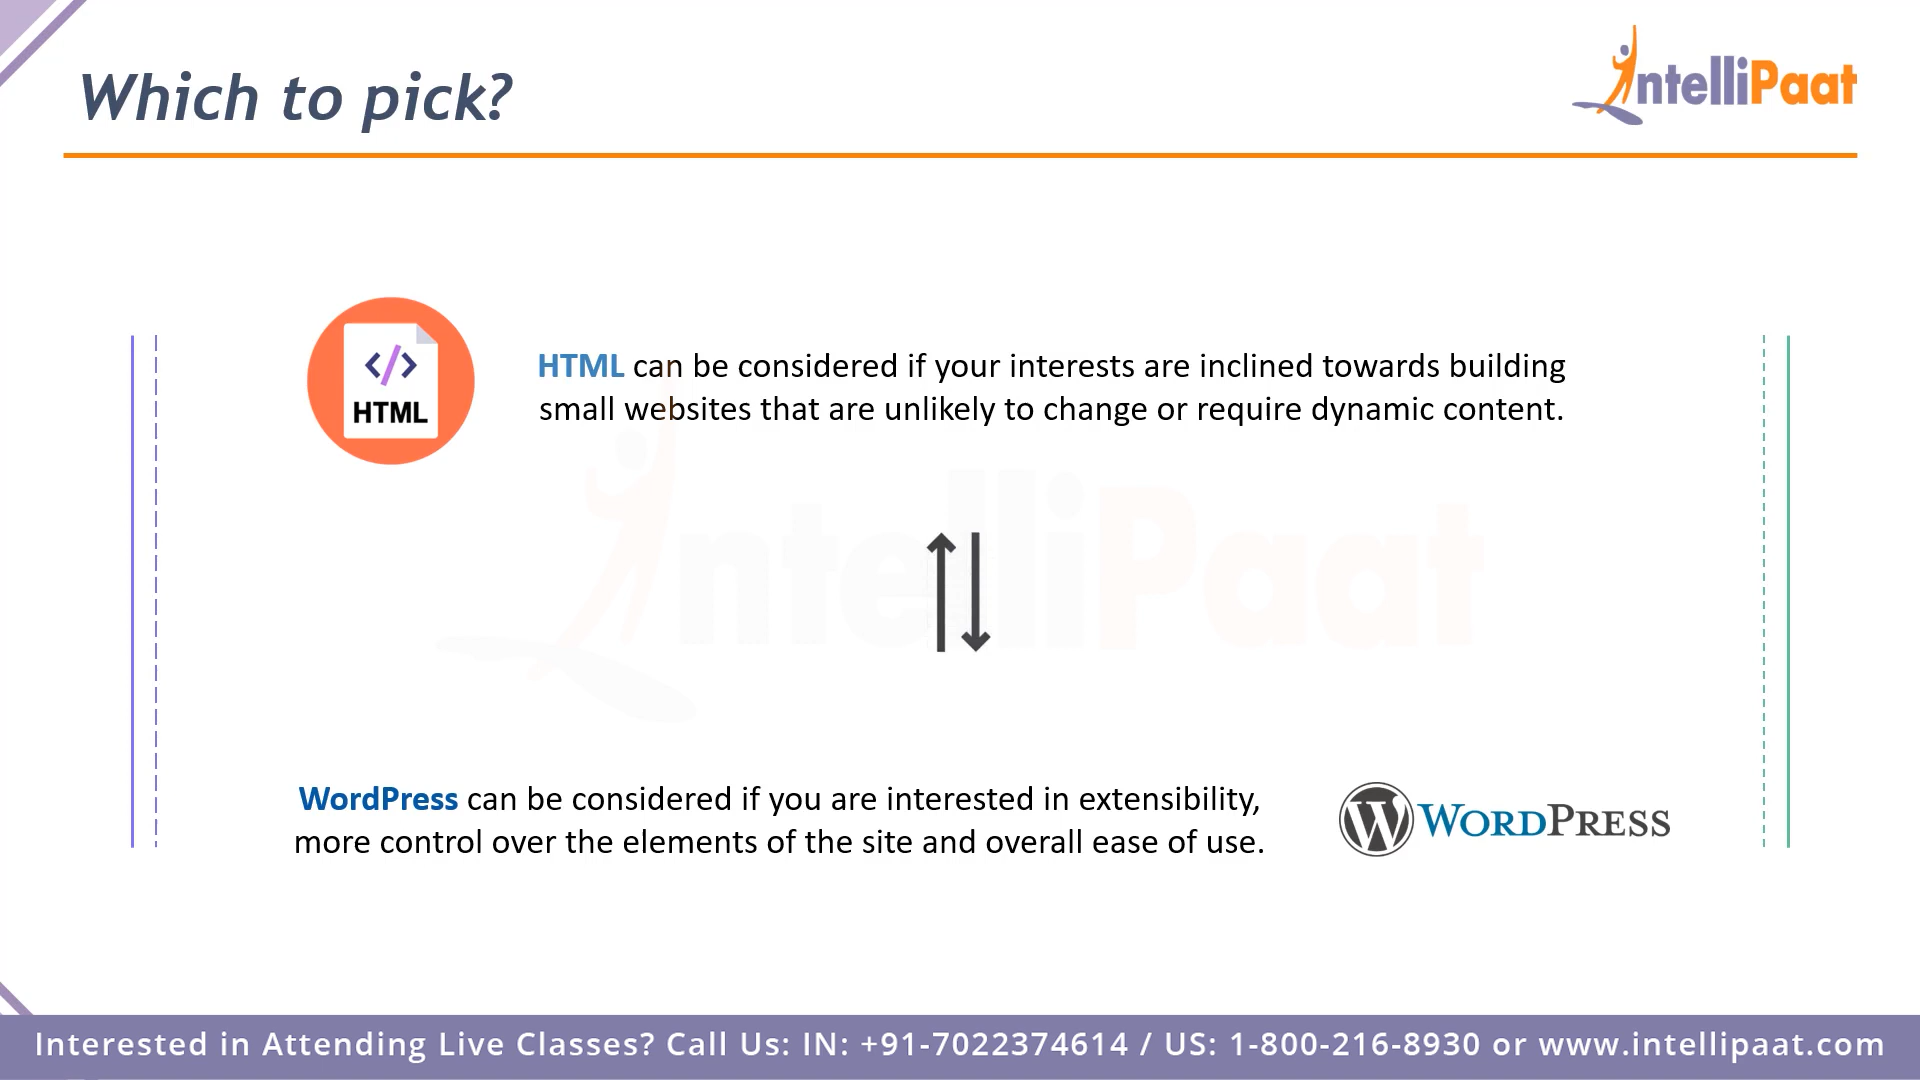 Which to pick?
IntelliPaat
HTML can be considered if your interests are inclined towards building
small websites that are unlikely to change or require dynamic content.
</>
HTML
IntelliPaat
WordPress can be considered if you are interested in extensibility,
more control over the elements of the site and overall ease of use.
W WORDPRESS
Interested in Attending Live Classes? Call Us: IN: +91-7022374614 / US: 1-800-216-8930 or www.intellipaat.com